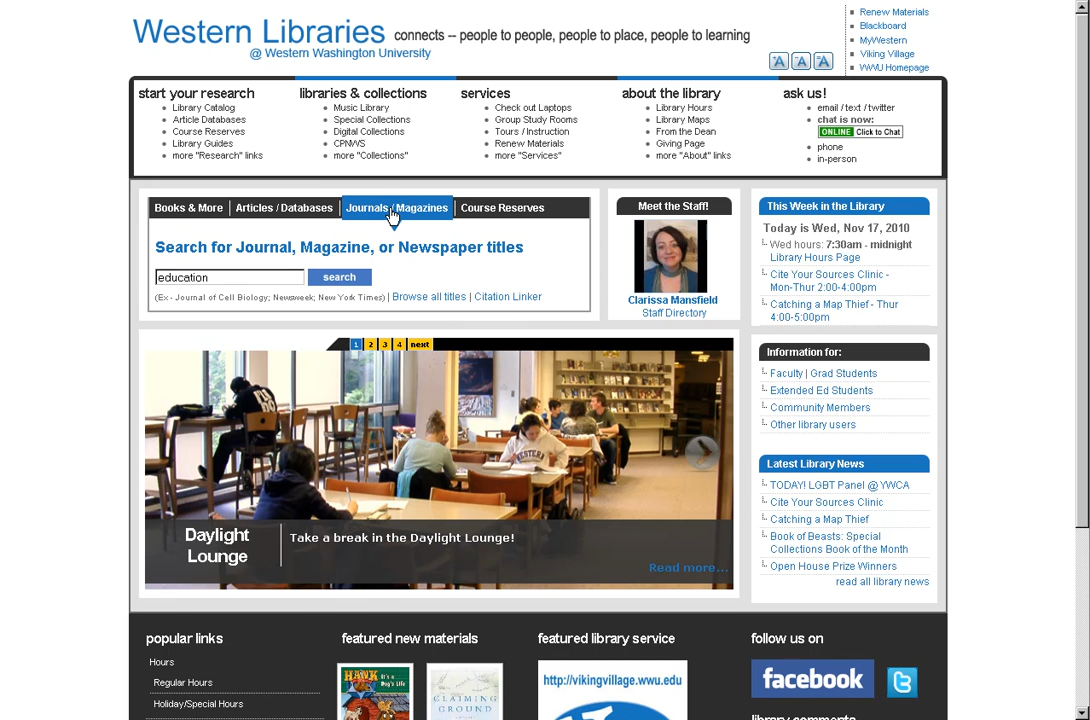 Western Libraries connects -- people to people, people to place, people to learning
@ Western Washington University
Renew Materials
Blackboard
MyWestern
Viking Village
WWU Homepage
A A A
start your research
Library Catalog
Article Databases
Course Reserves
Library Guides
more "Research" links
libraries & collections
Music Library
Special Collections
Digital Collections
CPNWS
more "Collections"
services
Check out Laptops
Group Study Rooms
Tours / Instruction
Renew Materials
more "Services"
about the library
Library Hours
Library Maps
From the Dean
Giving Page
more "About" links
ask us!
email / text / twitter
chat is now:
ONLINE Click to Chat
phone
in-person
Books & More | Articles / Databases | Journals / Magazines | Course Reserves
Search for Journal, Magazine, or Newspaper titles
education search
(Ex - Journal of Cell Biology; Newsweek; New York Times) | Browse all titles | Citation Linker
Meet the Staff!
Clarissa Mansfield
Staff Directory
This Week in the Library
Today is Wed, Nov 17, 2010
Wed hours: 7:30am - midnight
Library Hours Page
Cite Your Sources Clinic -
Mon-Thur 2:00-4:00pm
Catching a Map Thief - Thur
4:00-5:00pm
1 2 3 4 next
WESTERN
Daylight
Lounge
Take a break in the Daylight Lounge!
Read more...
Information for:
Faculty | Grad Students
Extended Ed Students
Community Members
Other library users
Latest Library News
TODAY! LGBT Panel @ YWCA
Cite Your Sources Clinic
Catching a Map Thief
Book of Beasts: Special
Collections Book of the Month
Open House Prize Winners
read all library news
popular links
Hours
Regular Hours
Holiday/Special Hours
featured new materials
HANK
It's a
Dog's Life
CLAIMING
GROUND
featured library service
http://vikingvillage.wwu.edu
follow us on
facebook
t
library comments